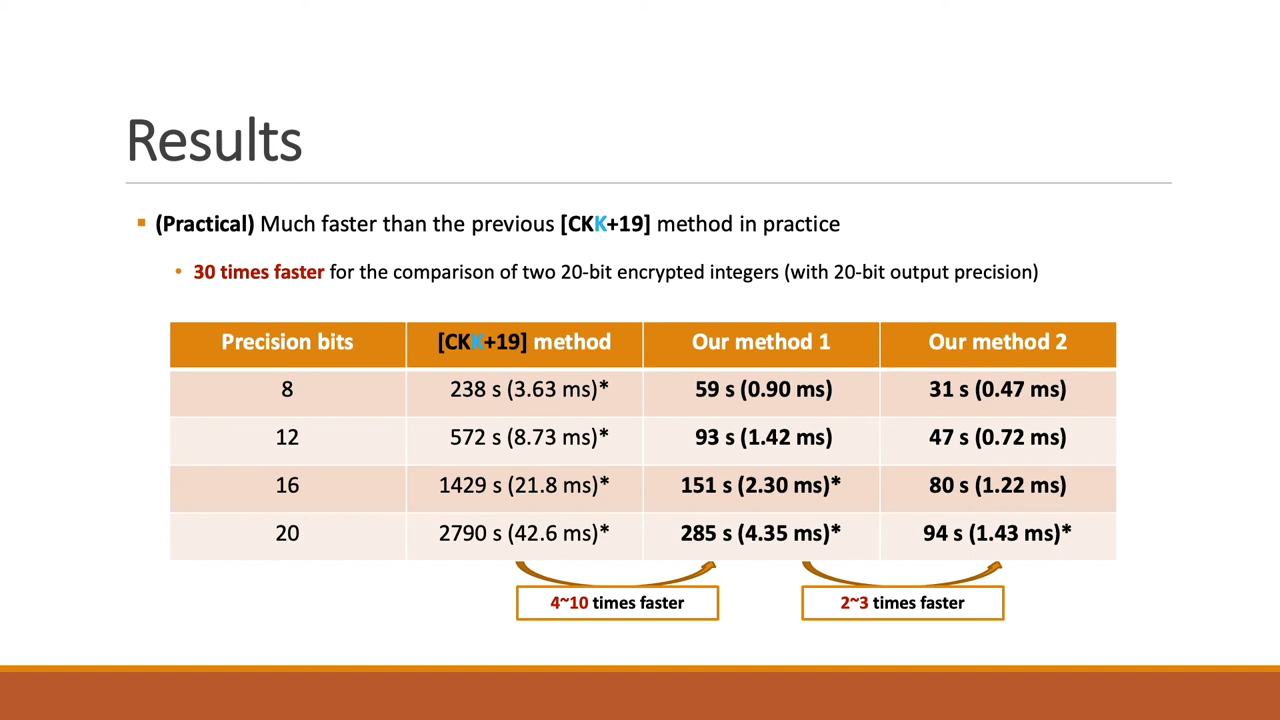 Results
(Practical) Much faster than the previous [CKK+19] method in practice
30 times faster for the comparison of two 20-bit encrypted integers (with 20-bit output precision)
Precision bits [CKK+19] method Our method 1 Our method 2
8 238 s (3.63 ms)* 59 s (0.90 ms) 31 s (0.47 ms)
12 572 s (8.73 ms)* 93 s (1.42 ms) 47 s (0.72 ms)
16 1429 s (21.8 ms)* 151 s (2.30 ms)* 80 s (1.22 ms)
20 2790 s (42.6 ms)* 285 s (4.35 ms)* 94 s (1.43 ms)*
4~10 times faster 2~3 times faster